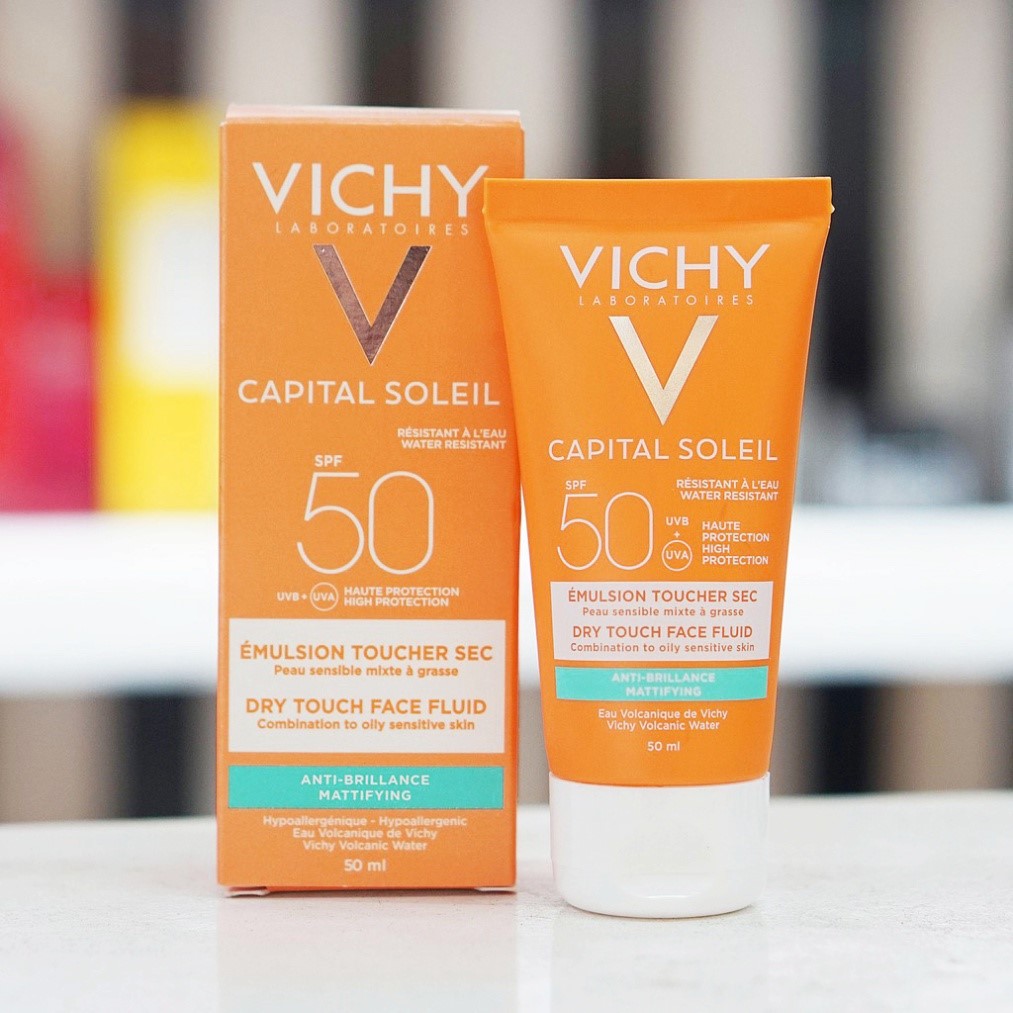 VICHY
LABORATOIRES
V
CAPITAL SOLEIL
RÉSISTANT À L'EAU
WATER RESISTANT
SPF
50
UVB + UVA
HAUTE PROTECTION
HIGH PROTECTION
ÉMULSION TOUCHER SEC
Peau sensible mixte à grasse
DRY TOUCH FACE FLUID
Combination to oily sensitive skin
ANTI-BRILLANCE
MATTIFYING
Hypoallergénique - Hypoallergenic
Eau Volcanique de Vichy
Vichy Volcanic Water
50 ml
VICHY
LABORATOIRES
V
CAPITAL SOLEIL
SPF
50
RÉSISTANT À L'EAU
WATER RESISTANT
UVB
+
UVA
HAUTE
PROTECTION
HIGH
PROTECTION
ÉMULSION TOUCHER SEC
Peau sensible mixte à grasse
DRY TOUCH FACE FLUID
Combination to oily sensitive skin
ANTI-BRILLANCE
MATTIFYING
Eau Volcanique de Vichy
Vichy Volcanic Water
50 ml